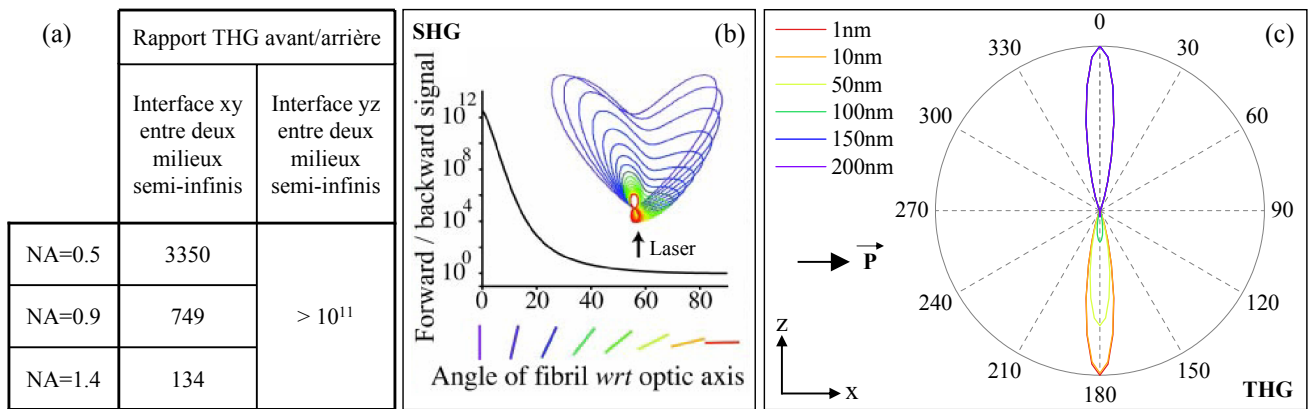 (a)
Rapport THG avant/arrière
Interface xy
entre deux
milieux
semi-infinis
Interface yz
entre deux
milieux
semi-infinis
NA=0.5
3350
NA=0.9
749
> 10¹¹
NA=1.4
134
SHG
(b)
Forward / backward signal
10¹²
10⁸
10⁴
10⁰
Laser
0 20 40 60 80
Angle of fibril wrt optic axis
(c)
1nm
10nm
50nm
100nm
150nm
200nm
0
330 30
300 60
270 90
240 120
210 150
180
P
z
x
THG